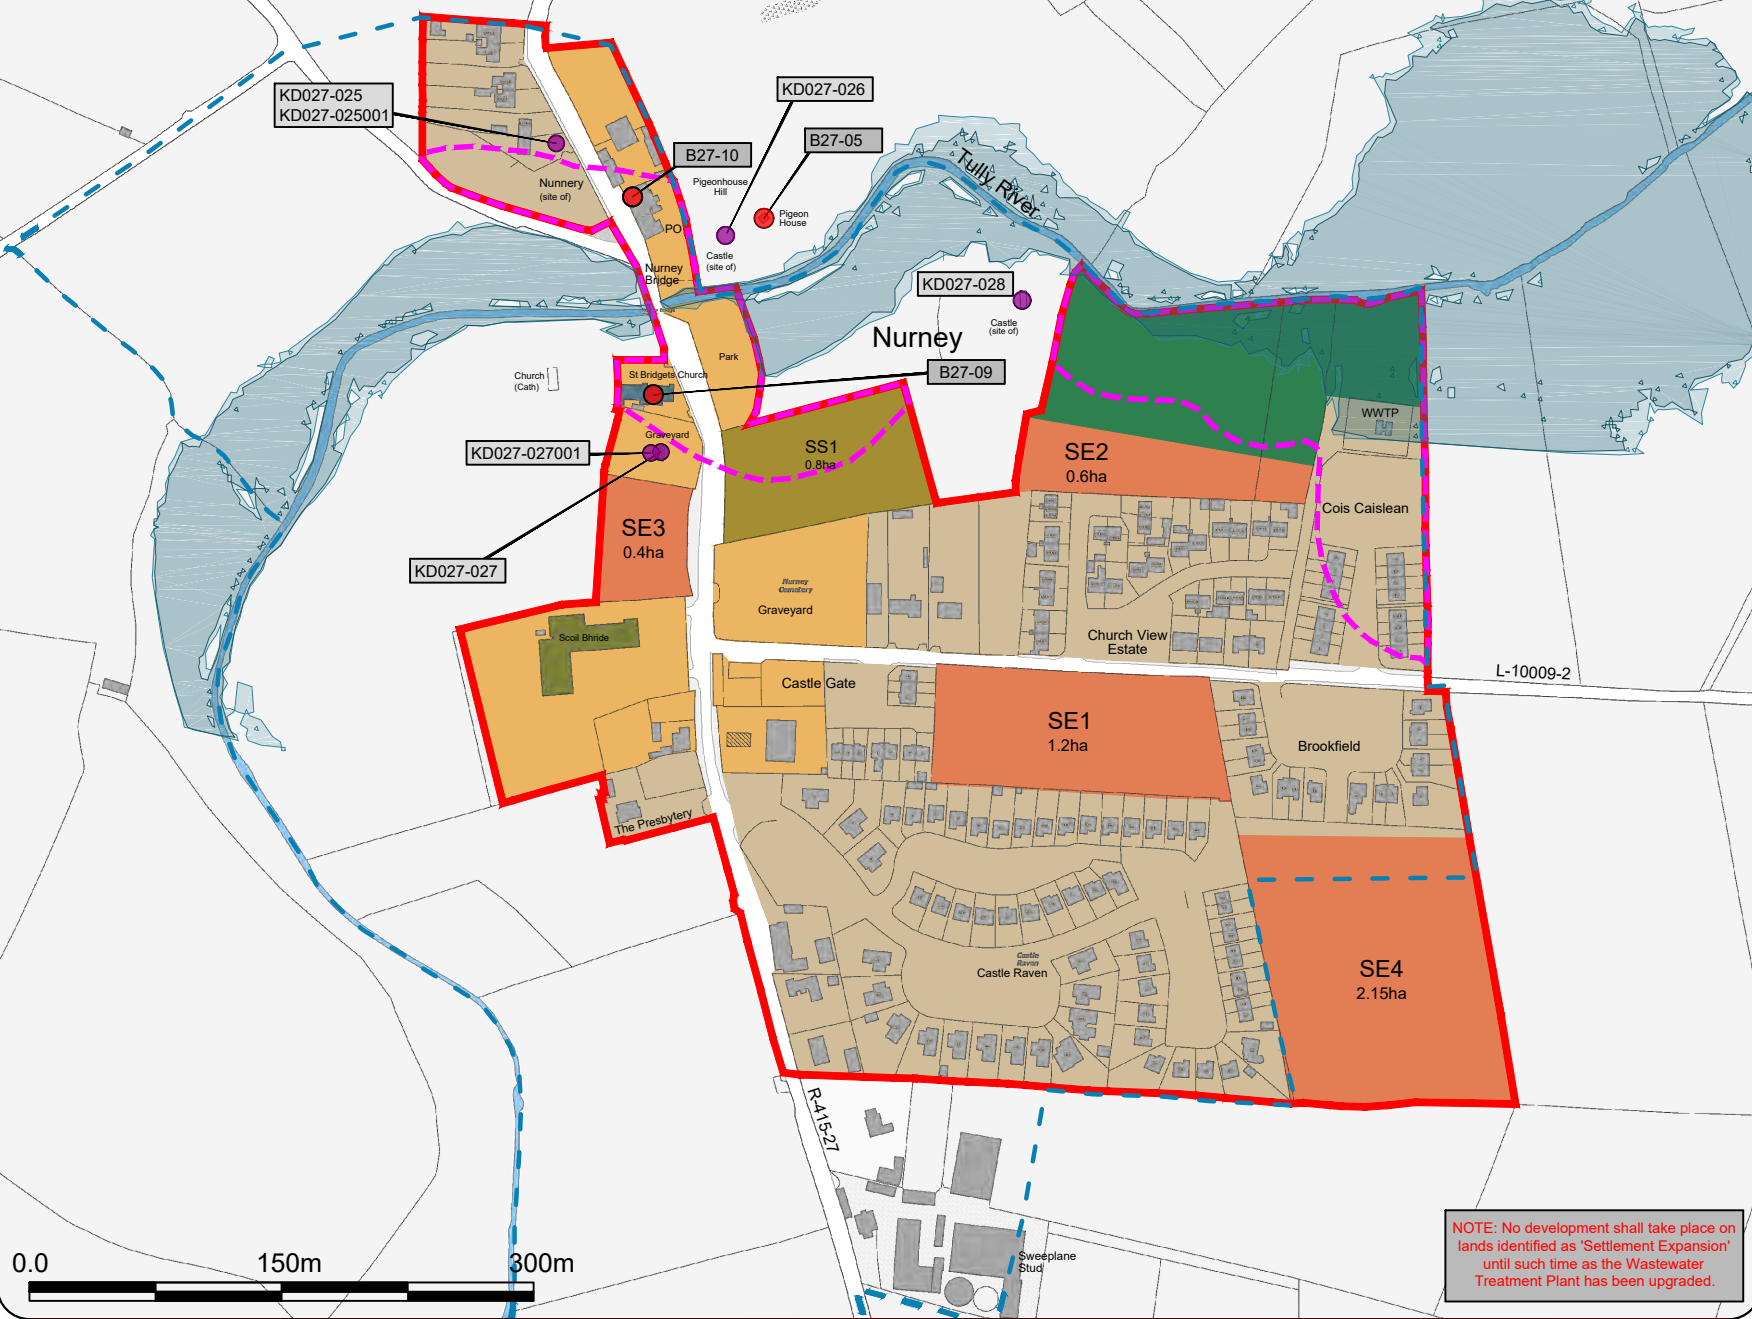 KD027-025
KD027-025001
KD027-026
B27-05
B27-10
Pigeonhouse
Hill
Pigeon
House
Nunnery
(site of)
PO
Castle
(site of)
Tully River
Nurney
Bridge
KD027-028
Castle
(site of)
Nurney
Park
St Bridgets Church
Church
(Cath)
B27-09
Graveyard
KD027-027001
KD027-027
SS1
0.8ha
SE2
0.6ha
WWTP
Cois Caislean
SE3
0.4ha
Nurney
Cemetery
Graveyard
Scoil Bhride
Church View
Estate
L-10009-2
Castle Gate
SE1
1.2ha
Brookfield
The Presbytery
Castle
Raven
Castle Raven
SE4
2.15ha
R-415-27
Sweeplane
Stud
0.0
150m
300m
NOTE: No development shall take place on
lands identified as 'Settlement Expansion'
until such time as the Wastewater
Treatment Plant has been upgraded.